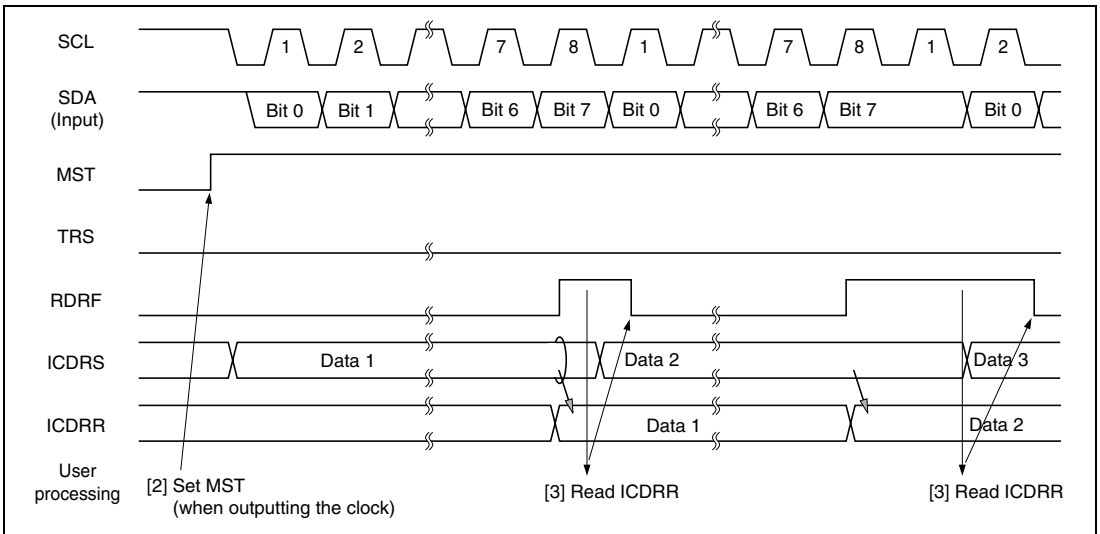 SCL 1 2 7 8 1 7 8 1 2
SDA
(Input) Bit 0 Bit 1 Bit 6 Bit 7 Bit 0 Bit 6 Bit 7 Bit 0
MST
TRS
RDRF
ICDRS Data 1 Data 2 Data 3
ICDRR Data 1 Data 2
User
processing
[2] Set MST
(when outputting the clock)
[3] Read ICDRR
[3] Read ICDRR